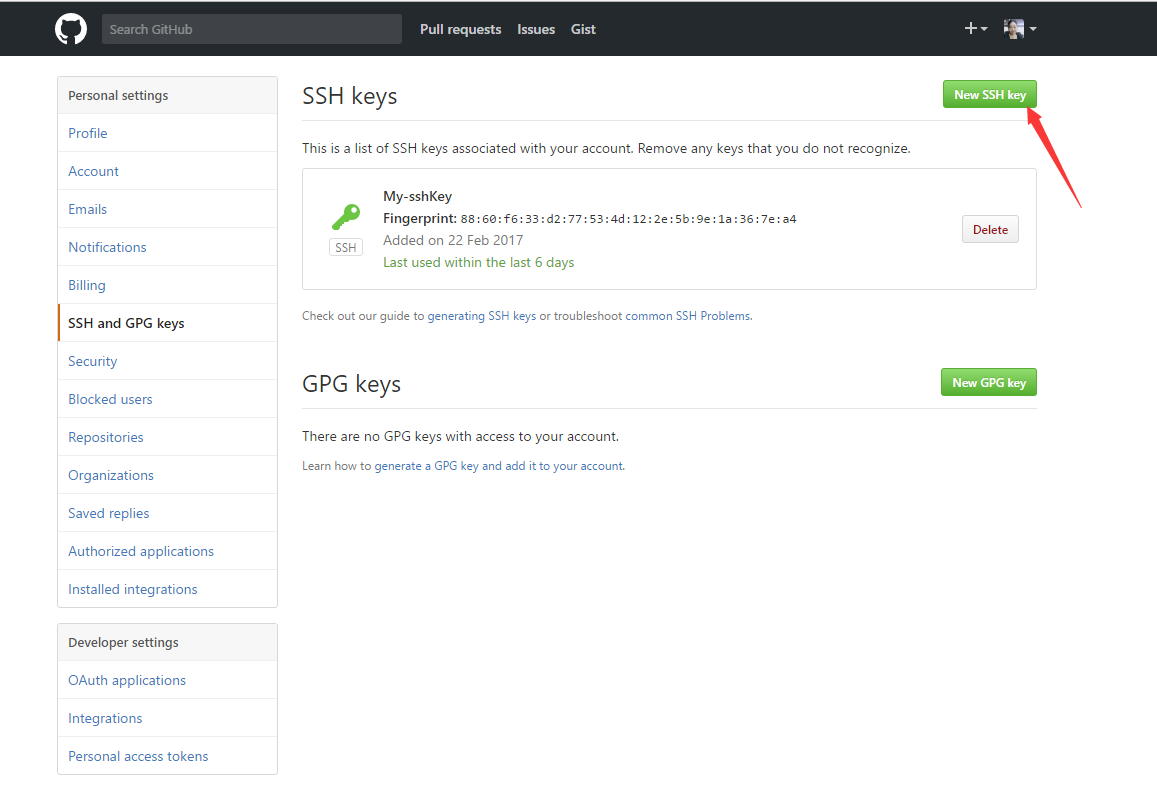 Search GitHub
Pull requests
Issues
Gist
Personal settings
Profile
Account
Emails
Notifications
Billing
SSH and GPG keys
Security
Blocked users
Repositories
Organizations
Saved replies
Authorized applications
Installed integrations
Developer settings
OAuth applications
Integrations
Personal access tokens
SSH keys
New SSH key
This is a list of SSH keys associated with your account. Remove any keys that you do not recognize.
My-sshKey
Fingerprint: 88:60:f6:33:d2:77:53:4d:12:2e:5b:9e:1a:36:7e:a4
SSH
Added on 22 Feb 2017
Last used within the last 6 days
Delete
Check out our guide to generating SSH keys or troubleshoot common SSH Problems.
GPG keys
New GPG key
There are no GPG keys with access to your account.
Learn how to generate a GPG key and add it to your account.